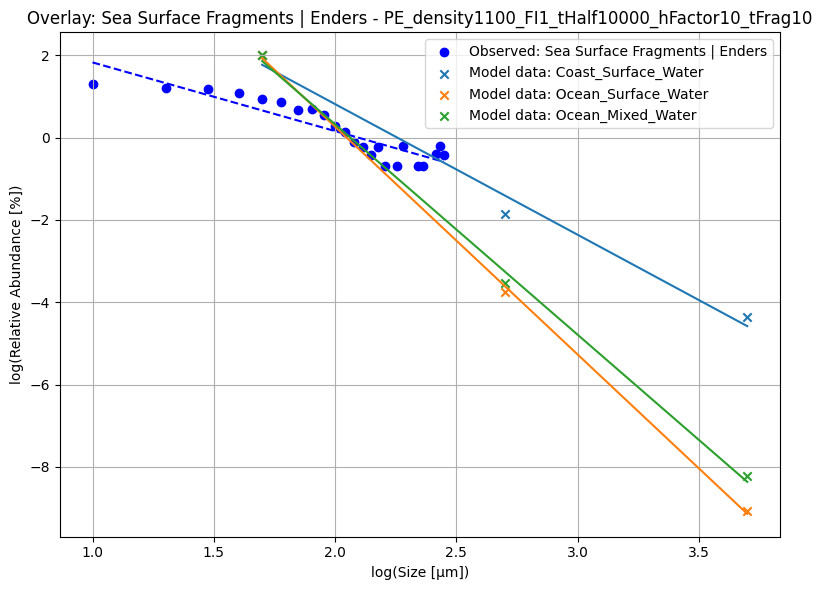 Overlay: Sea Surface Fragments | Enders - PE_density1100_FI1_tHalf10000_hFactor10_tFrag10
Observed: Sea Surface Fragments | Enders
Model data: Coast_Surface_Water
Model data: Ocean_Surface_Water
Model data: Ocean_Mixed_Water
log(Relative Abundance [%])
2
0
−2
−4
−6
−8
1.0 1.5 2.0 2.5 3.0 3.5
log(Size [μm])